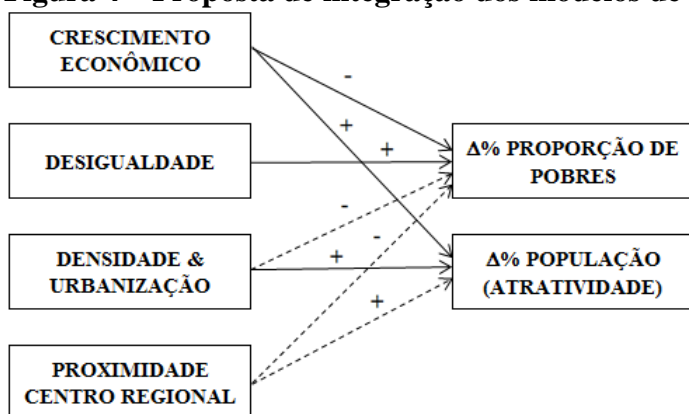 Figura 4 – Proposta de integração dos modelos de
CRESCIMENTO
ECONÔMICO
DESIGUALDADE
DENSIDADE &
URBANIZAÇÃO
PROXIMIDADE
CENTRO REGIONAL
-
+
+
-
-
+
+
Δ% PROPORÇÃO DE
POBRES
Δ% POPULAÇÃO
(ATRATIVIDADE)